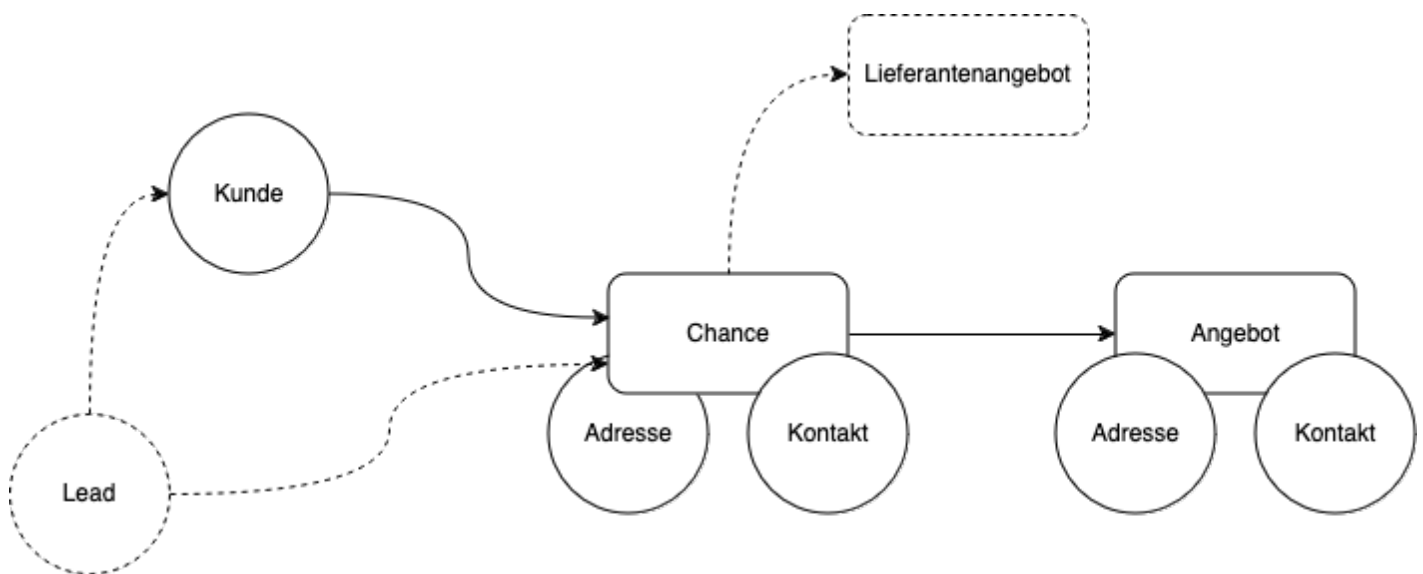 Lieferantenangebot
Kunde
Chance
Angebot
Adresse
Kontakt
Adresse
Kontakt
Lead